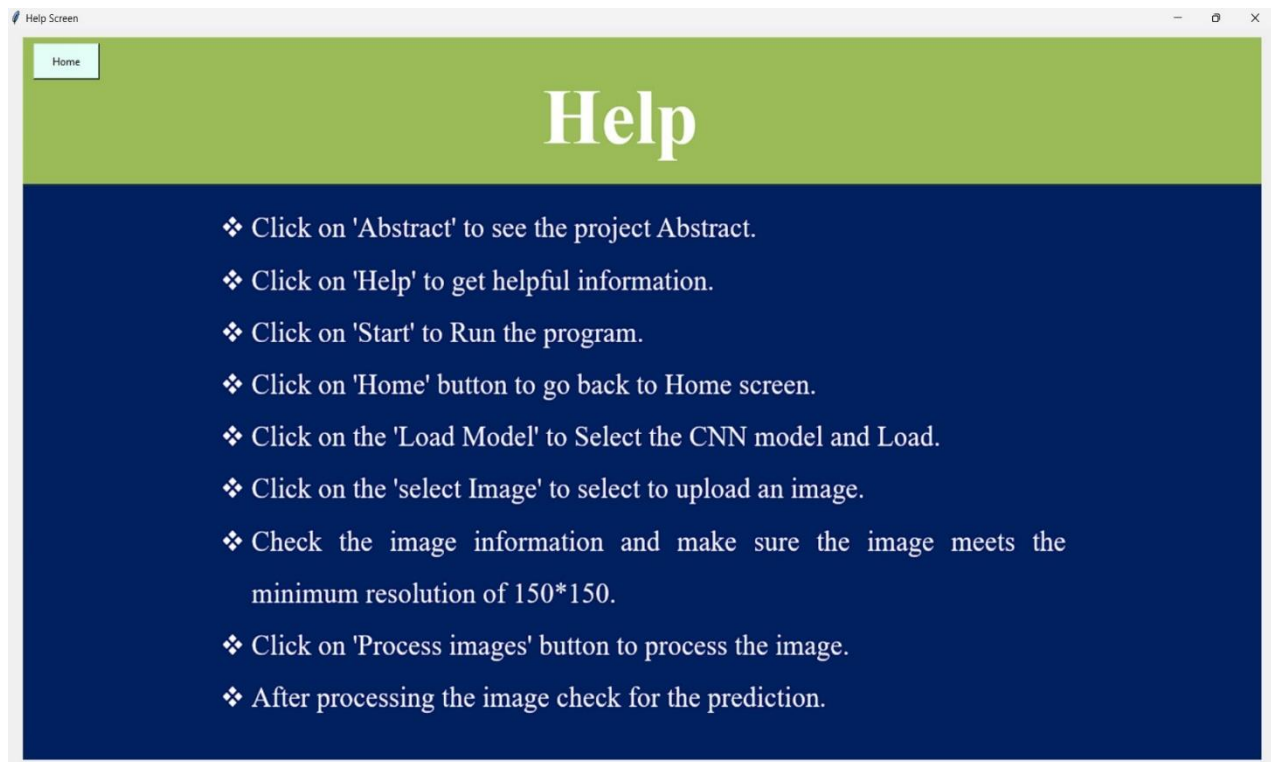 Help Screen
Home
Help
❖ Click on 'Abstract' to see the project Abstract.
❖ Click on 'Help' to get helpful information.
❖ Click on 'Start' to Run the program.
❖ Click on 'Home' button to go back to Home screen.
❖ Click on the 'Load Model' to Select the CNN model and Load.
❖ Click on the 'select Image' to select to upload an image.
❖ Check the image information and make sure the image meets the
minimum resolution of 150*150.
❖ Click on 'Process images' button to process the image.
❖ After processing the image check for the prediction.